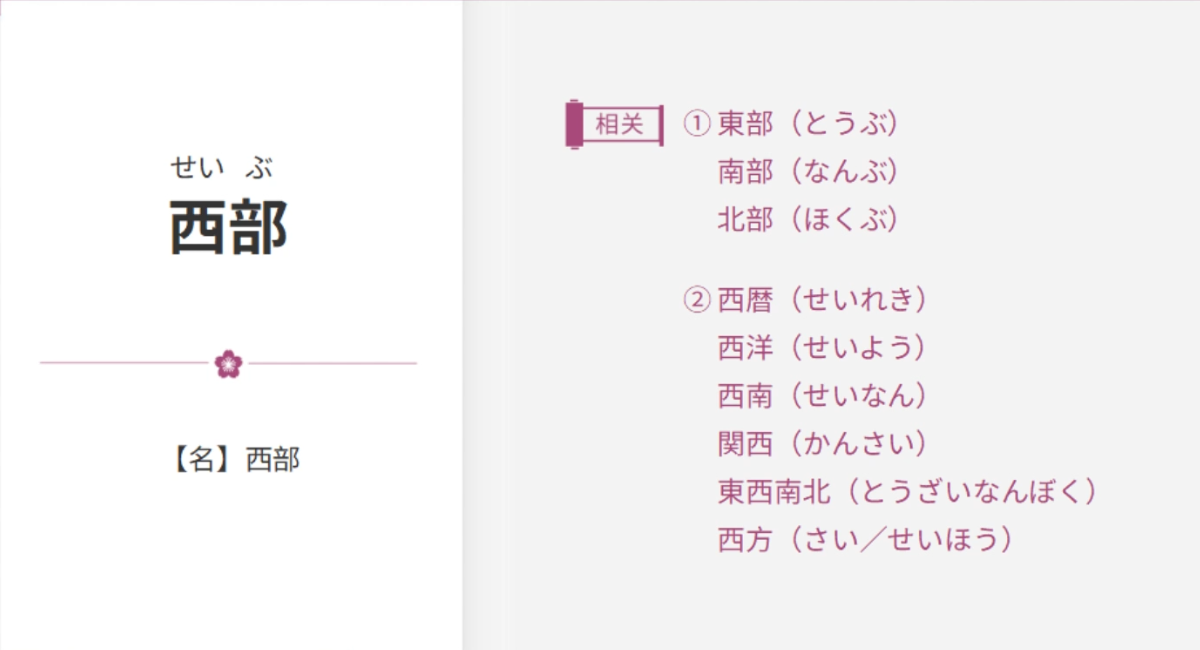 せい ぶ
西部
【名】西部
相关
①東部（とうぶ）
南部（なんぶ）
北部（ほくぶ）
②西暦（せいれき）
西洋（せいよう）
西南（せいなん）
関西（かんさい）
東西南北（とうざいなんぼく）
西方（さい／せいほう）